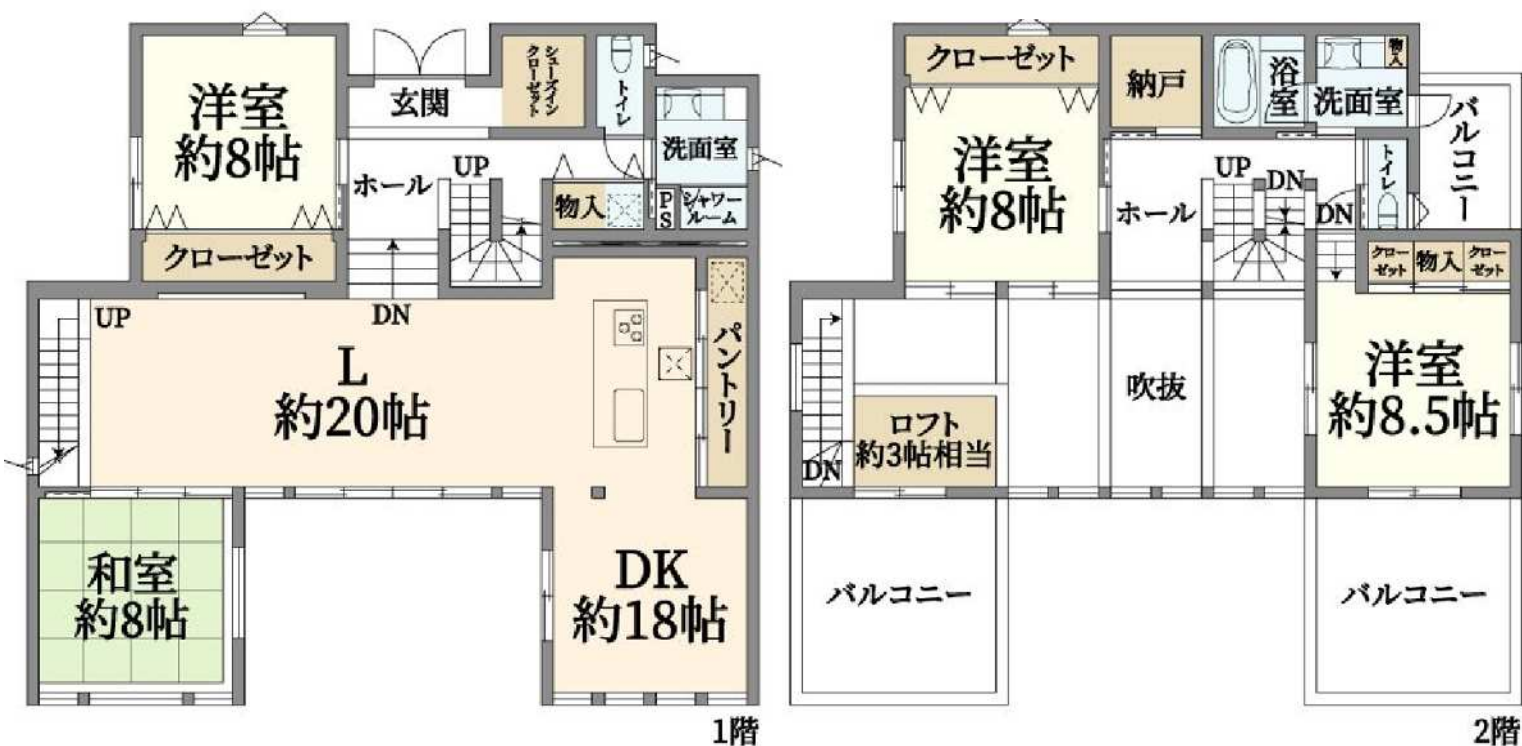 洋室
約8帖
玄関
シューズイン
クローゼット
トイレ
洗面室
ホール
UP
物入
PS
シャワー
ルーム
クローゼット
UP
DN
L
約20帖
パントリー
和室
約8帖
DK
約18帖
1階
クローゼット
納戸
浴室
洗面室
物入
バルコニー
洋室
約8帖
ホール
UP
DN
DN
トイレ
クロー
ゼット
物入
クロー
ゼット
洋室
約8.5帖
吹抜
ロフト
約3帖相当
DN
バルコニー
バルコニー
2階